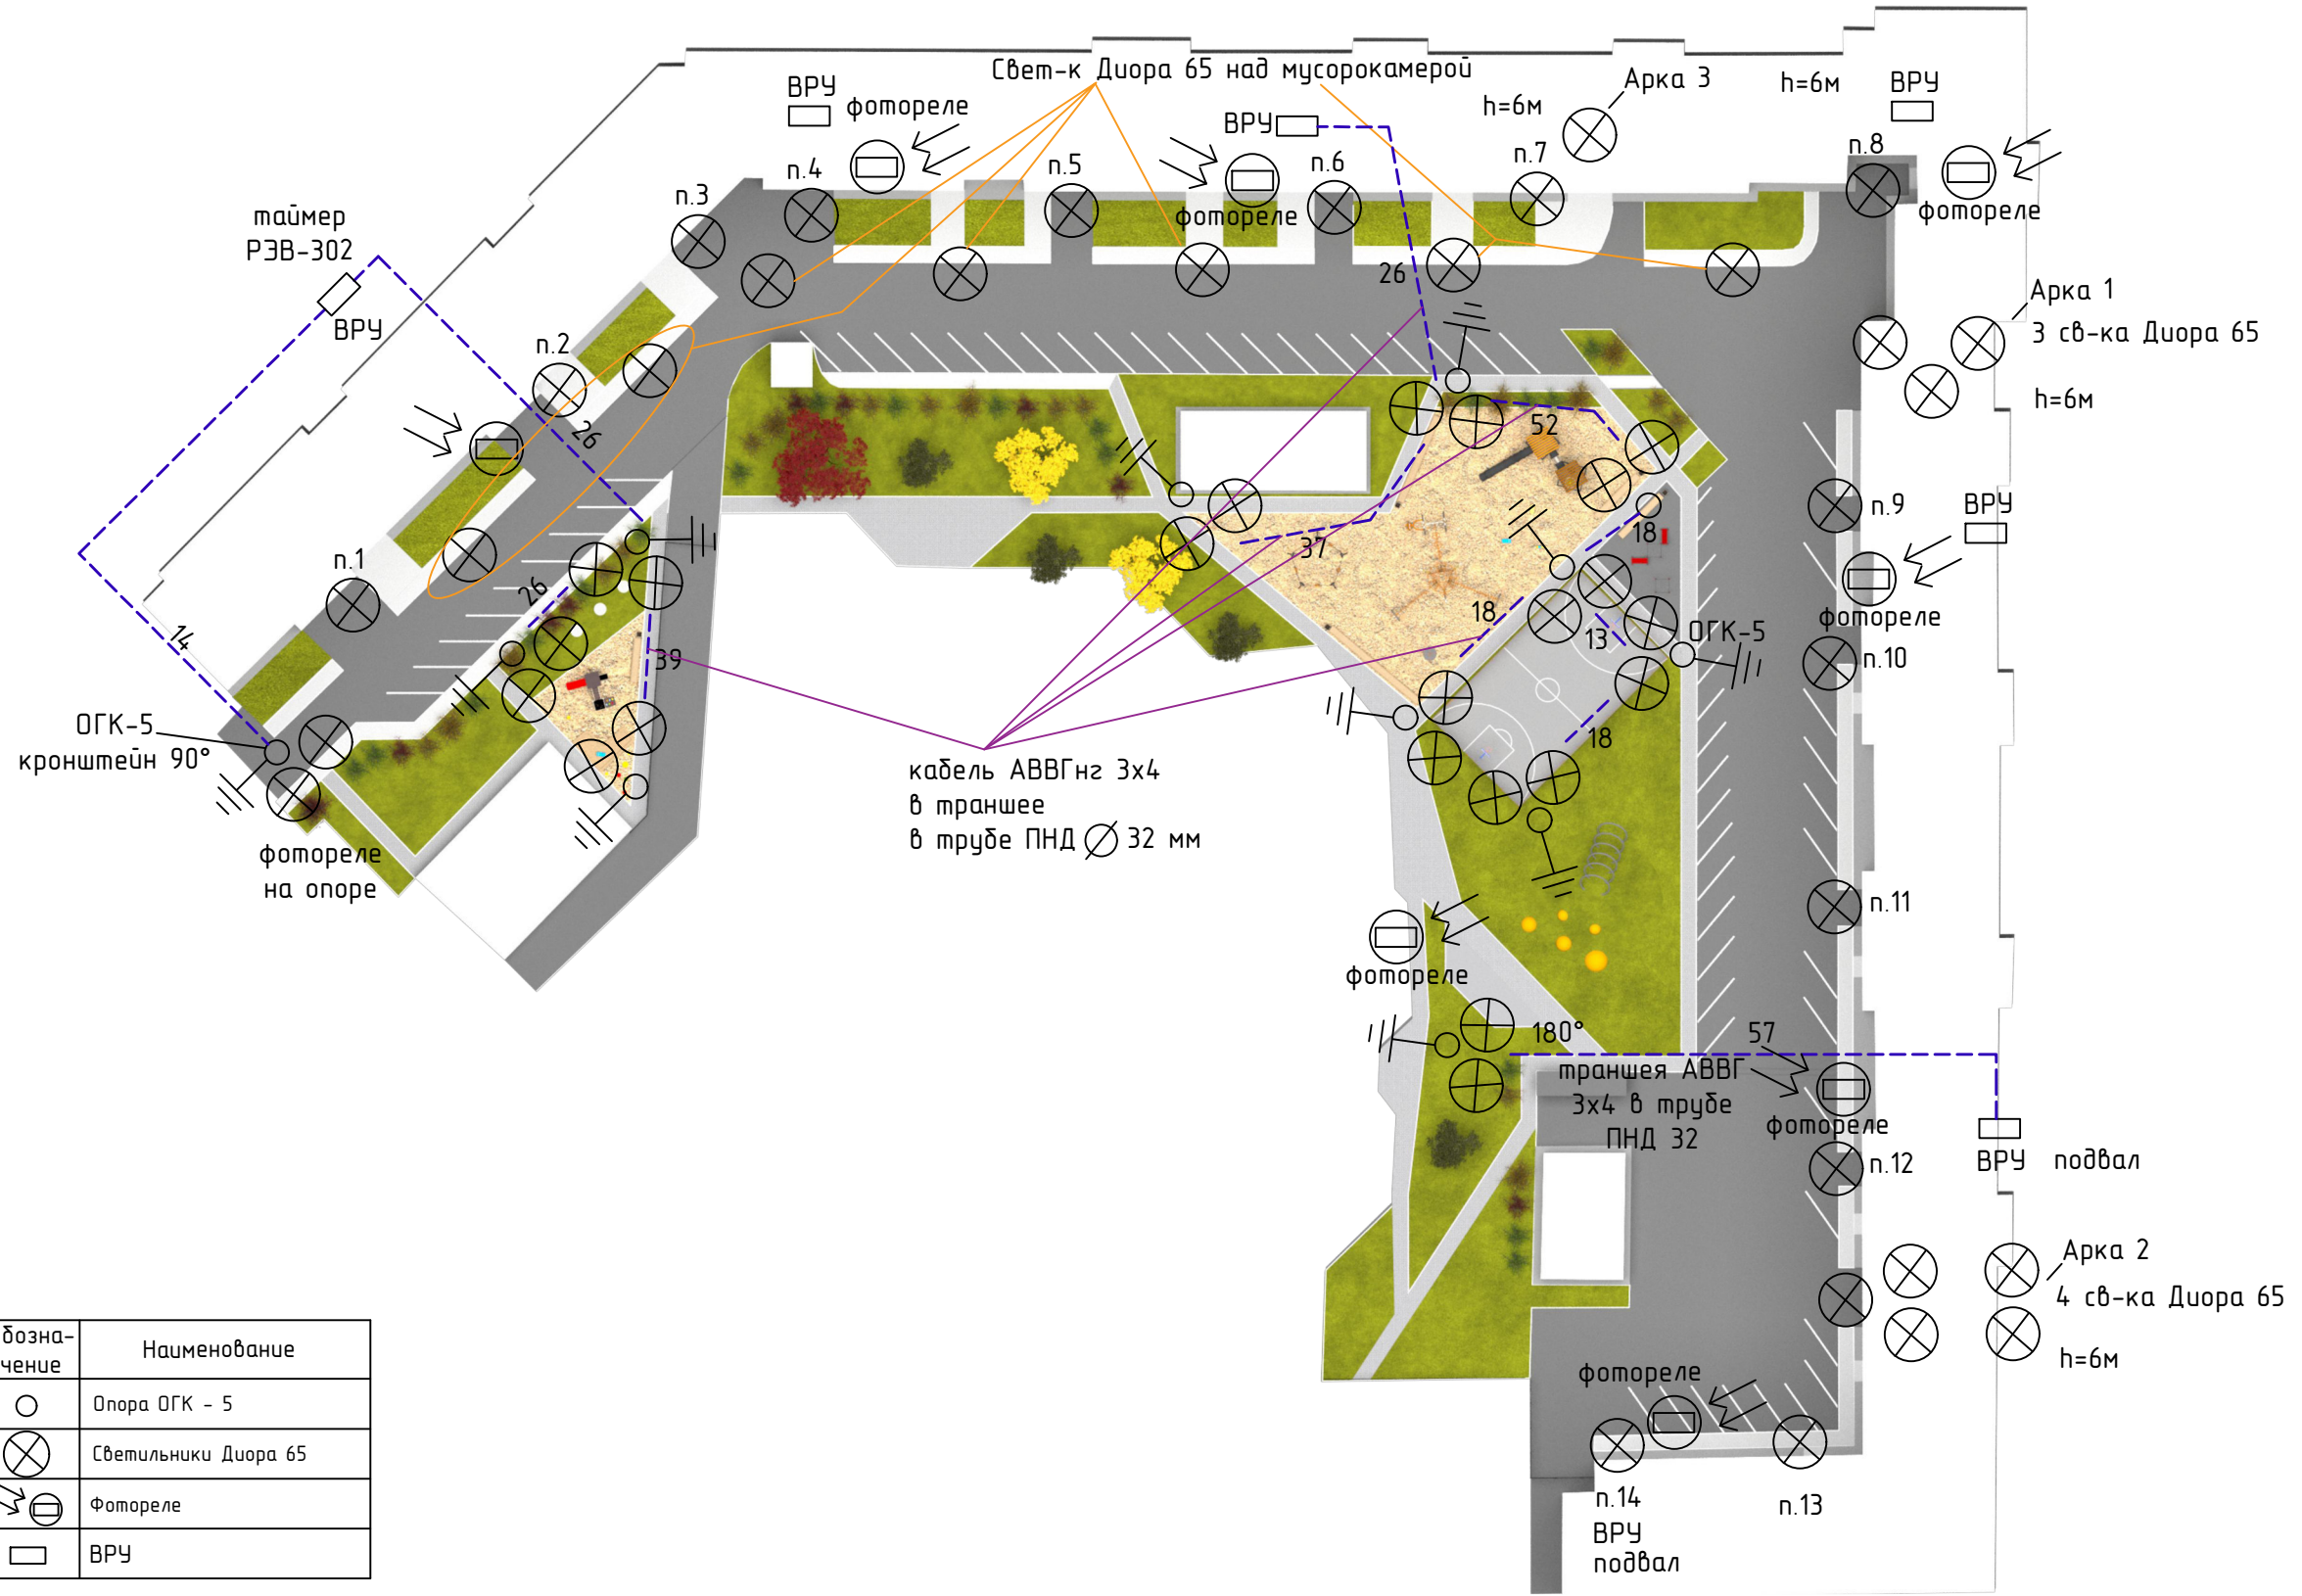 Свет-к Диора 65 над мусорокамерой
ВРУ
фотореле
ВРУ
h=6м
Арка 3
h=6м
ВРУ
п.3
п.4
п.5
фотореле
п.6
п.7
п.8
фотореле
таймер
РЭВ-302
ВРУ
26
Арка 1
3 св-ка Диора 65
h=6м
п.2
26
52
п.9
ВРУ
п.1
37
18
фотореле
26
14
39
18
13
ОГК-5
п.10
ОГК-5
кронштейн 90°
18
кабель АВВГнг 3х4
в траншее
в трубе ПНД ∅ 32 мм
фотореле
на опоре
п.11
фотореле
180°
57
траншея АВВГ
3х4 в трубе
ПНД 32
фотореле
п.12
ВРУ подвал
Арка 2
4 св-ка Диора 65
h=6м
фотореле
п.14
ВРУ
подвал
п.13
бозна-
чение
Наименование
Опора ОГК - 5
Светильники Диора 65
Фотореле
ВРУ